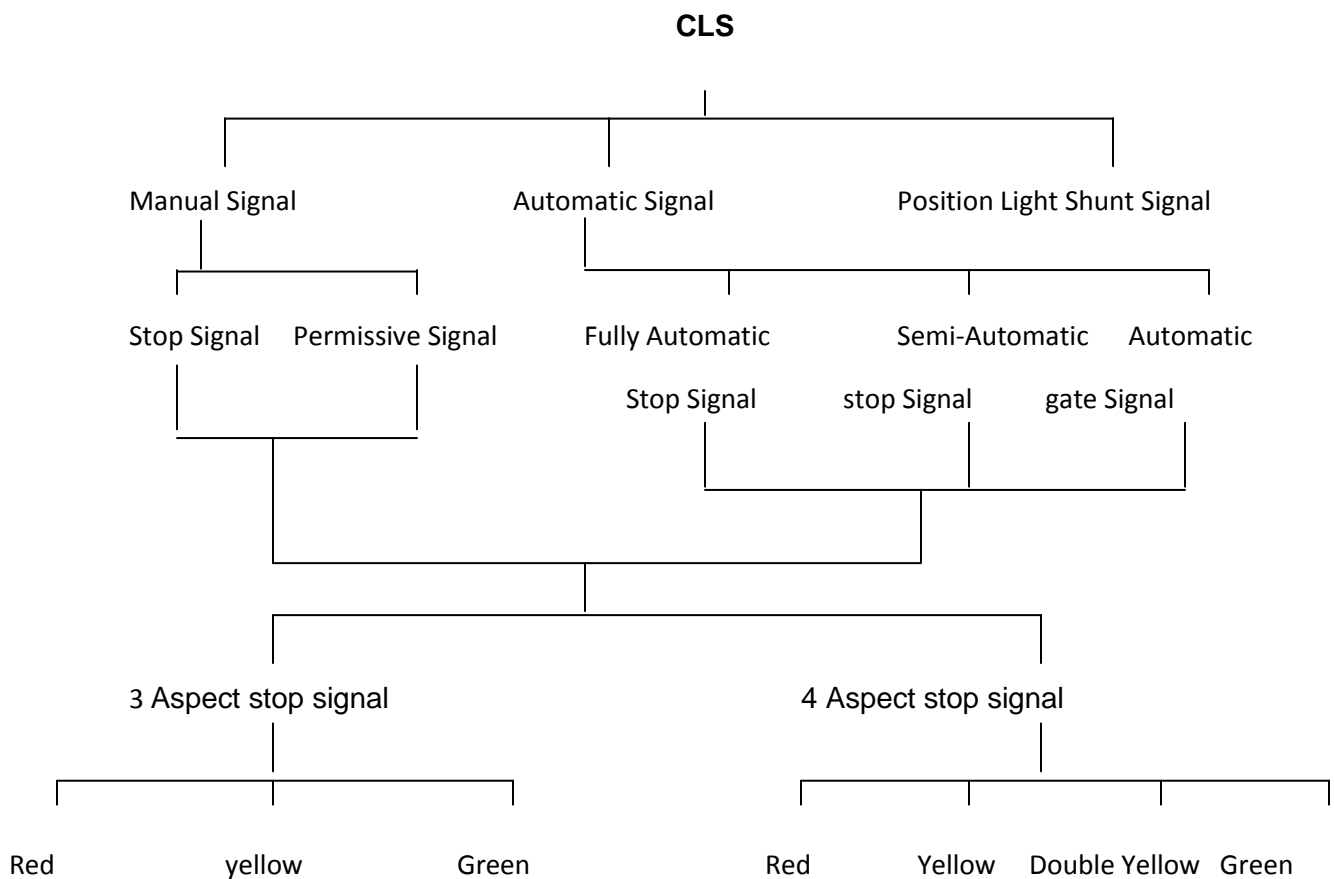 CLS
Manual Signal Automatic Signal Position Light Shunt Signal
Stop Signal Permissive Signal Fully Automatic Semi-Automatic Automatic
Stop Signal stop Signal gate Signal
3 Aspect stop signal 4 Aspect stop signal
Red yellow Green Red Yellow Double Yellow Green